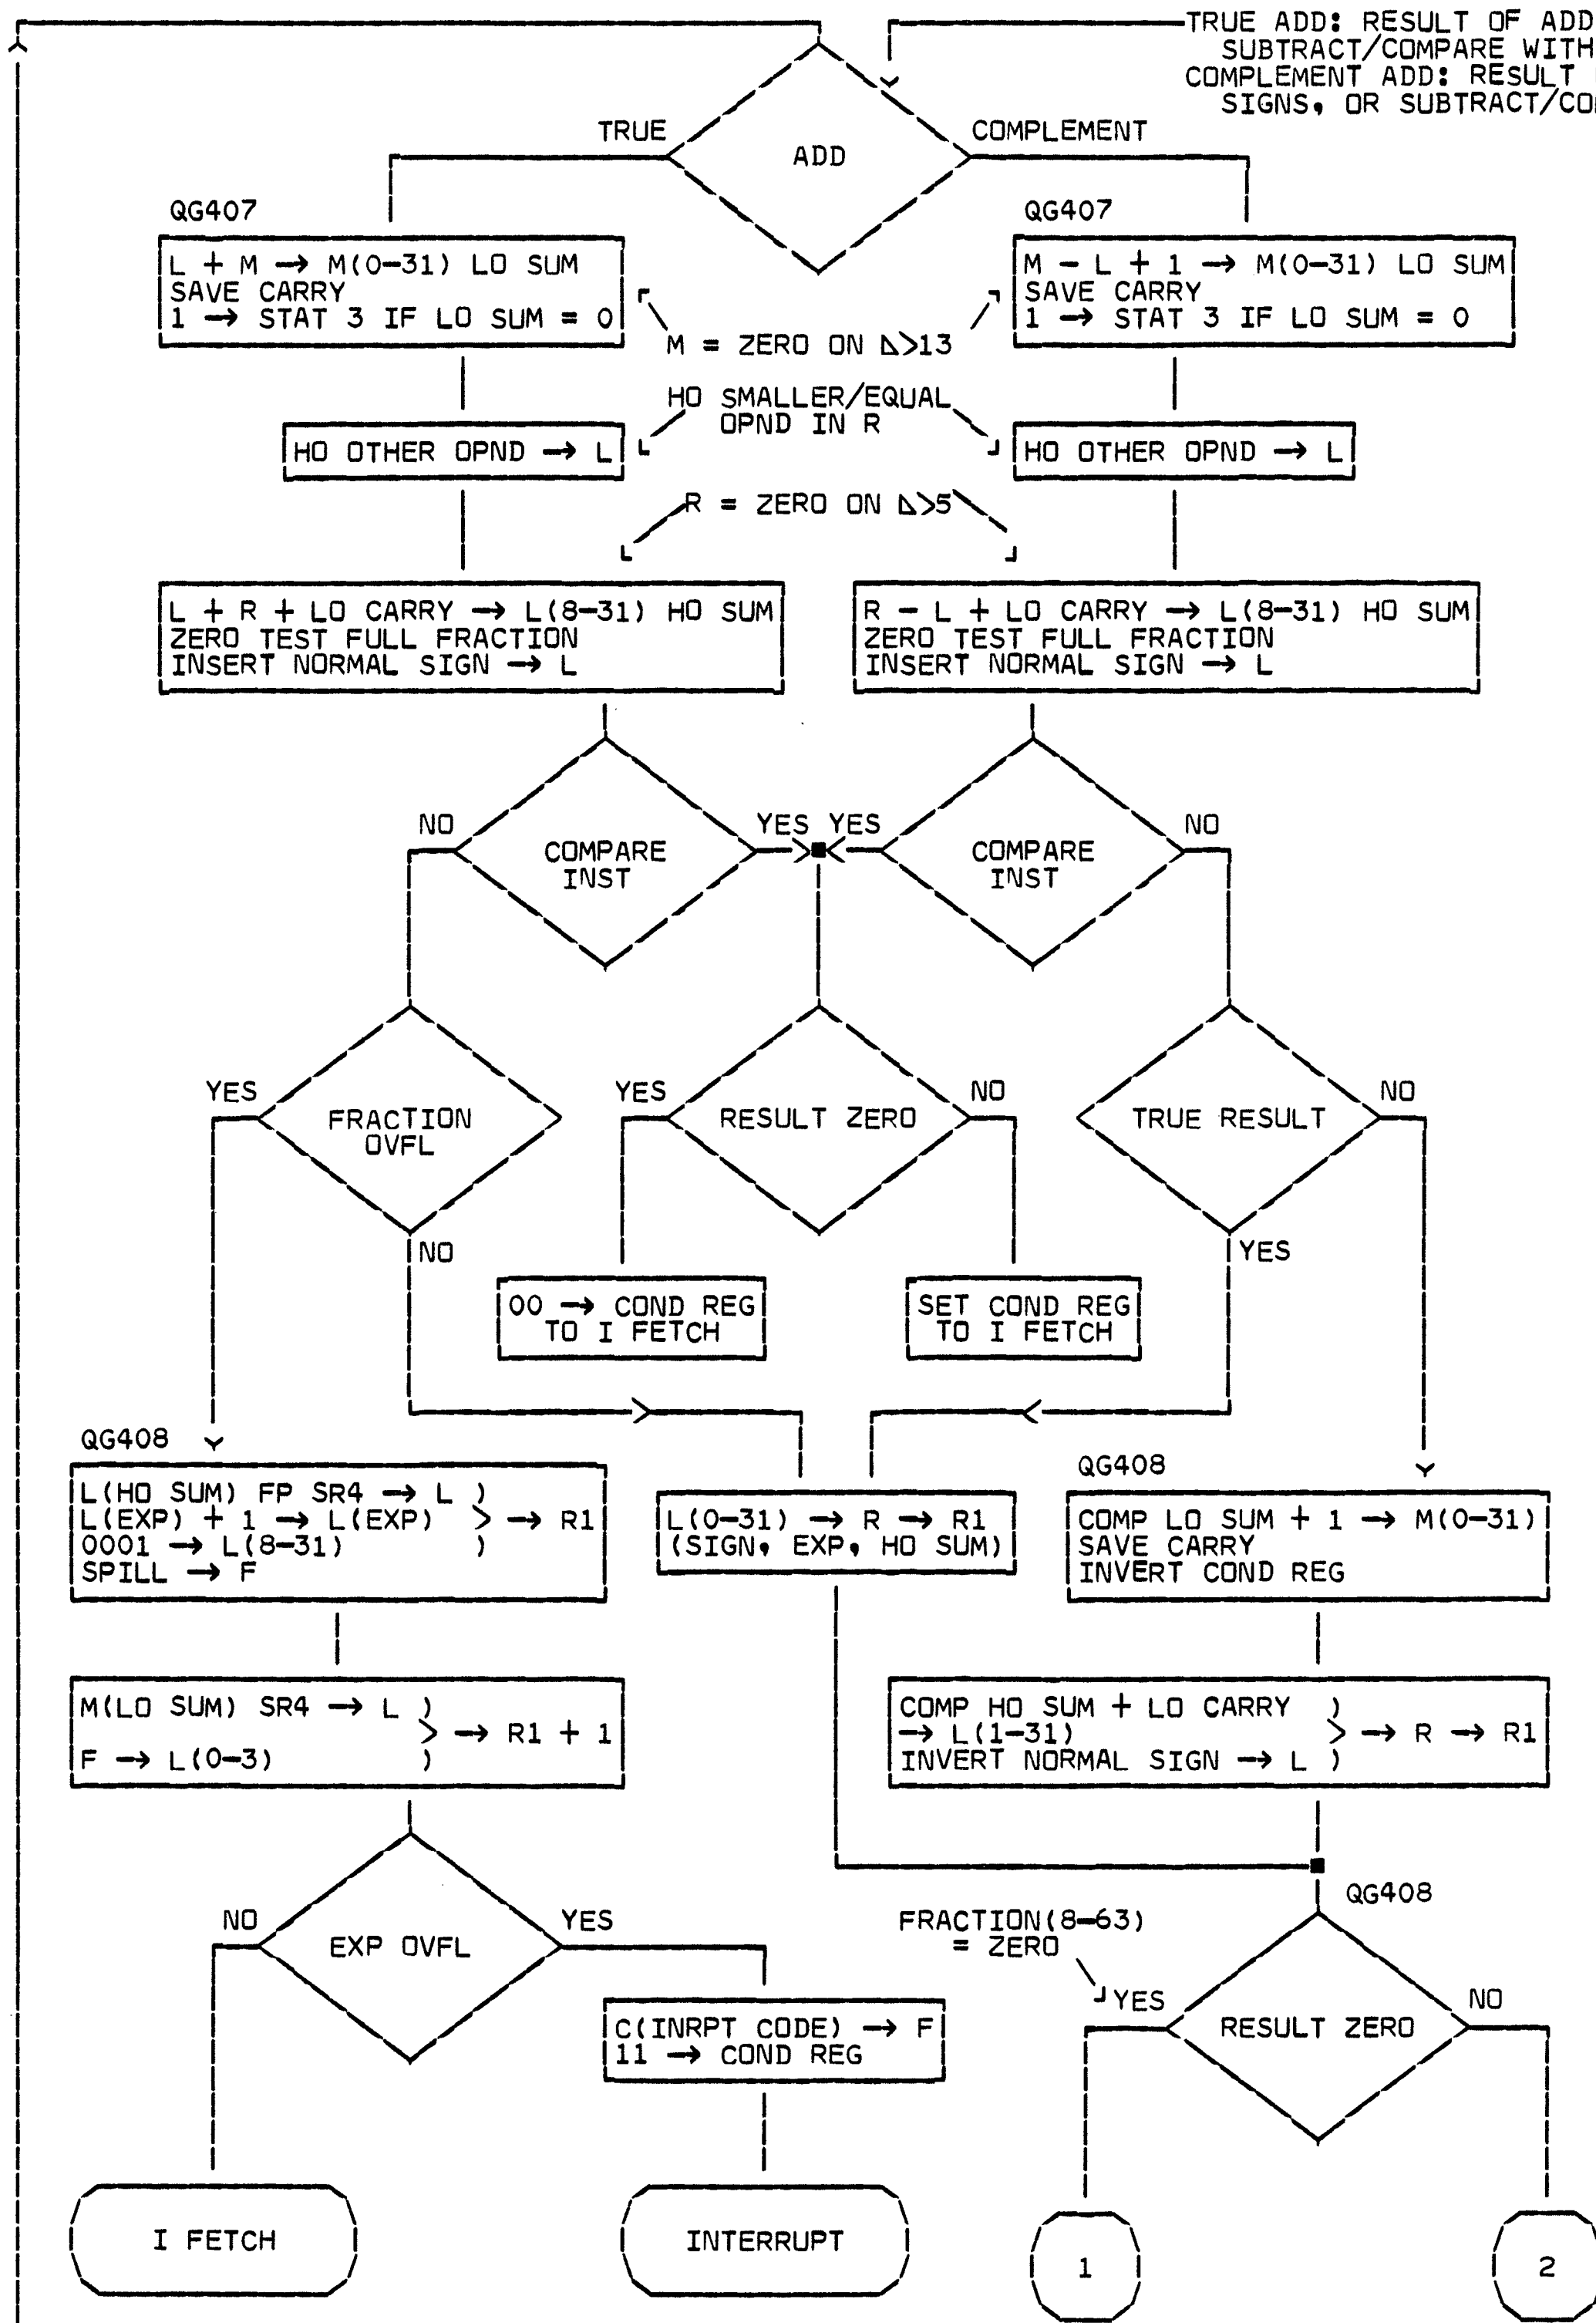 TRUE ADD: RESULT OF ADD
SUBTRACT/COMPARE WITH
COMPLEMENT ADD: RESULT
SIGNS, OR SUBTRACT/CO
TRUE
COMPLEMENT
ADD
QG407
QG407
L + M → M(0-31) LO SUM
SAVE CARRY
1 → STAT 3 IF LO SUM = 0
M - L + 1 → M(0-31) LO SUM
SAVE CARRY
1 → STAT 3 IF LO SUM = 0
M = ZERO ON Δ>13
HO SMALLER/EQUAL
OPND IN R
HO OTHER OPND → L
HO OTHER OPND → L
R = ZERO ON Δ>5
L + R + LO CARRY → L(8-31) HO SUM
ZERO TEST FULL FRACTION
INSERT NORMAL SIGN → L
R - L + LO CARRY → L(8-31) HO SUM
ZERO TEST FULL FRACTION
INSERT NORMAL SIGN → L
NO
YES
YES
NO
COMPARE
INST
COMPARE
INST
YES
YES
NO
NO
FRACTION
OVFL
RESULT ZERO
TRUE RESULT
NO
YES
00 → COND REG
TO I FETCH
SET COND REG
TO I FETCH
QG408
L(HO SUM) FP SR4 → L )
L(EXP) + 1 → L(EXP) > → R1
0001 → L(8-31) )
SPILL → F
L(0-31) → R → R1
(SIGN, EXP, HO SUM)
QG408
COMP LO SUM + 1 → M(0-31)
SAVE CARRY
INVERT COND REG
M(LO SUM) SR4 → L )
> → R1 + 1
F → L(0-3) )
COMP HO SUM + LO CARRY )
→ L(1-31) > → R → R1
INVERT NORMAL SIGN → L )
QG408
NO
YES
EXP OVFL
FRACTION(8-63)
= ZERO
YES
NO
RESULT ZERO
C(INRPT CODE) → F
11 → COND REG
I FETCH
INTERRUPT
1
2